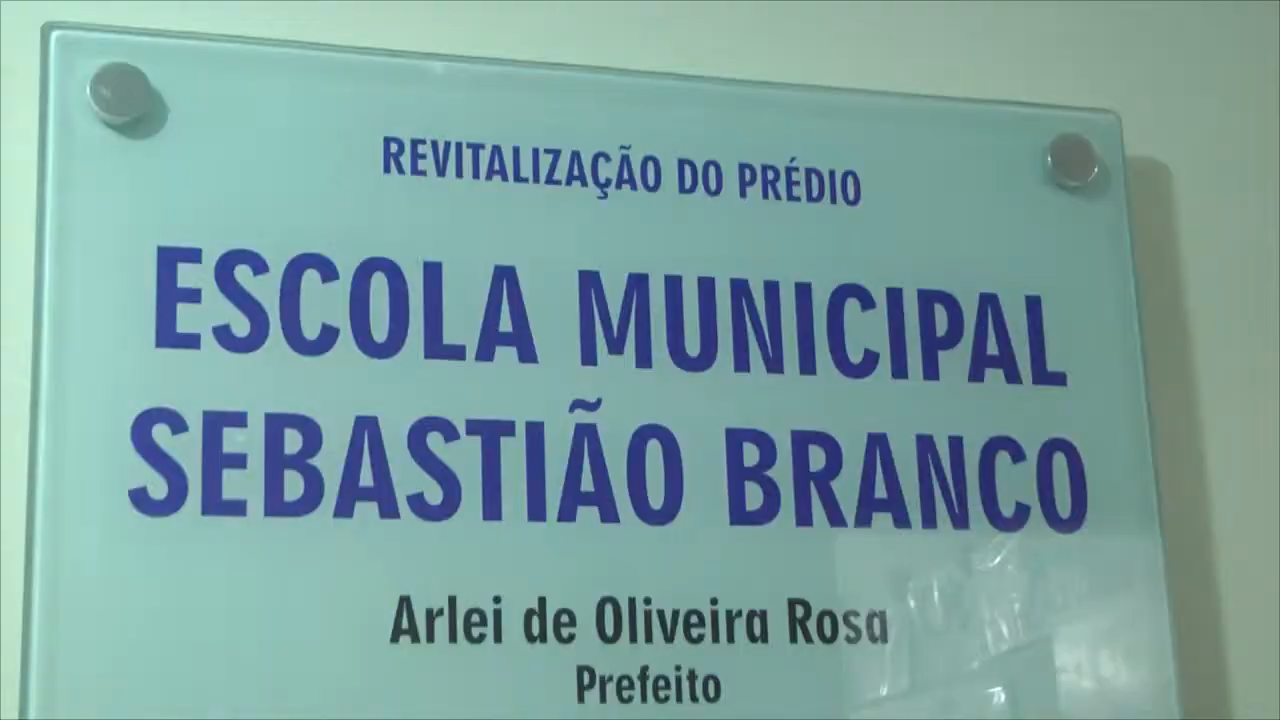 REVITALIZAÇÃO DO PRÉDIO
ESCOLA MUNICIPAL
SEBASTIÃO BRANCO
Arlei de Oliveira Rosa
Prefeito